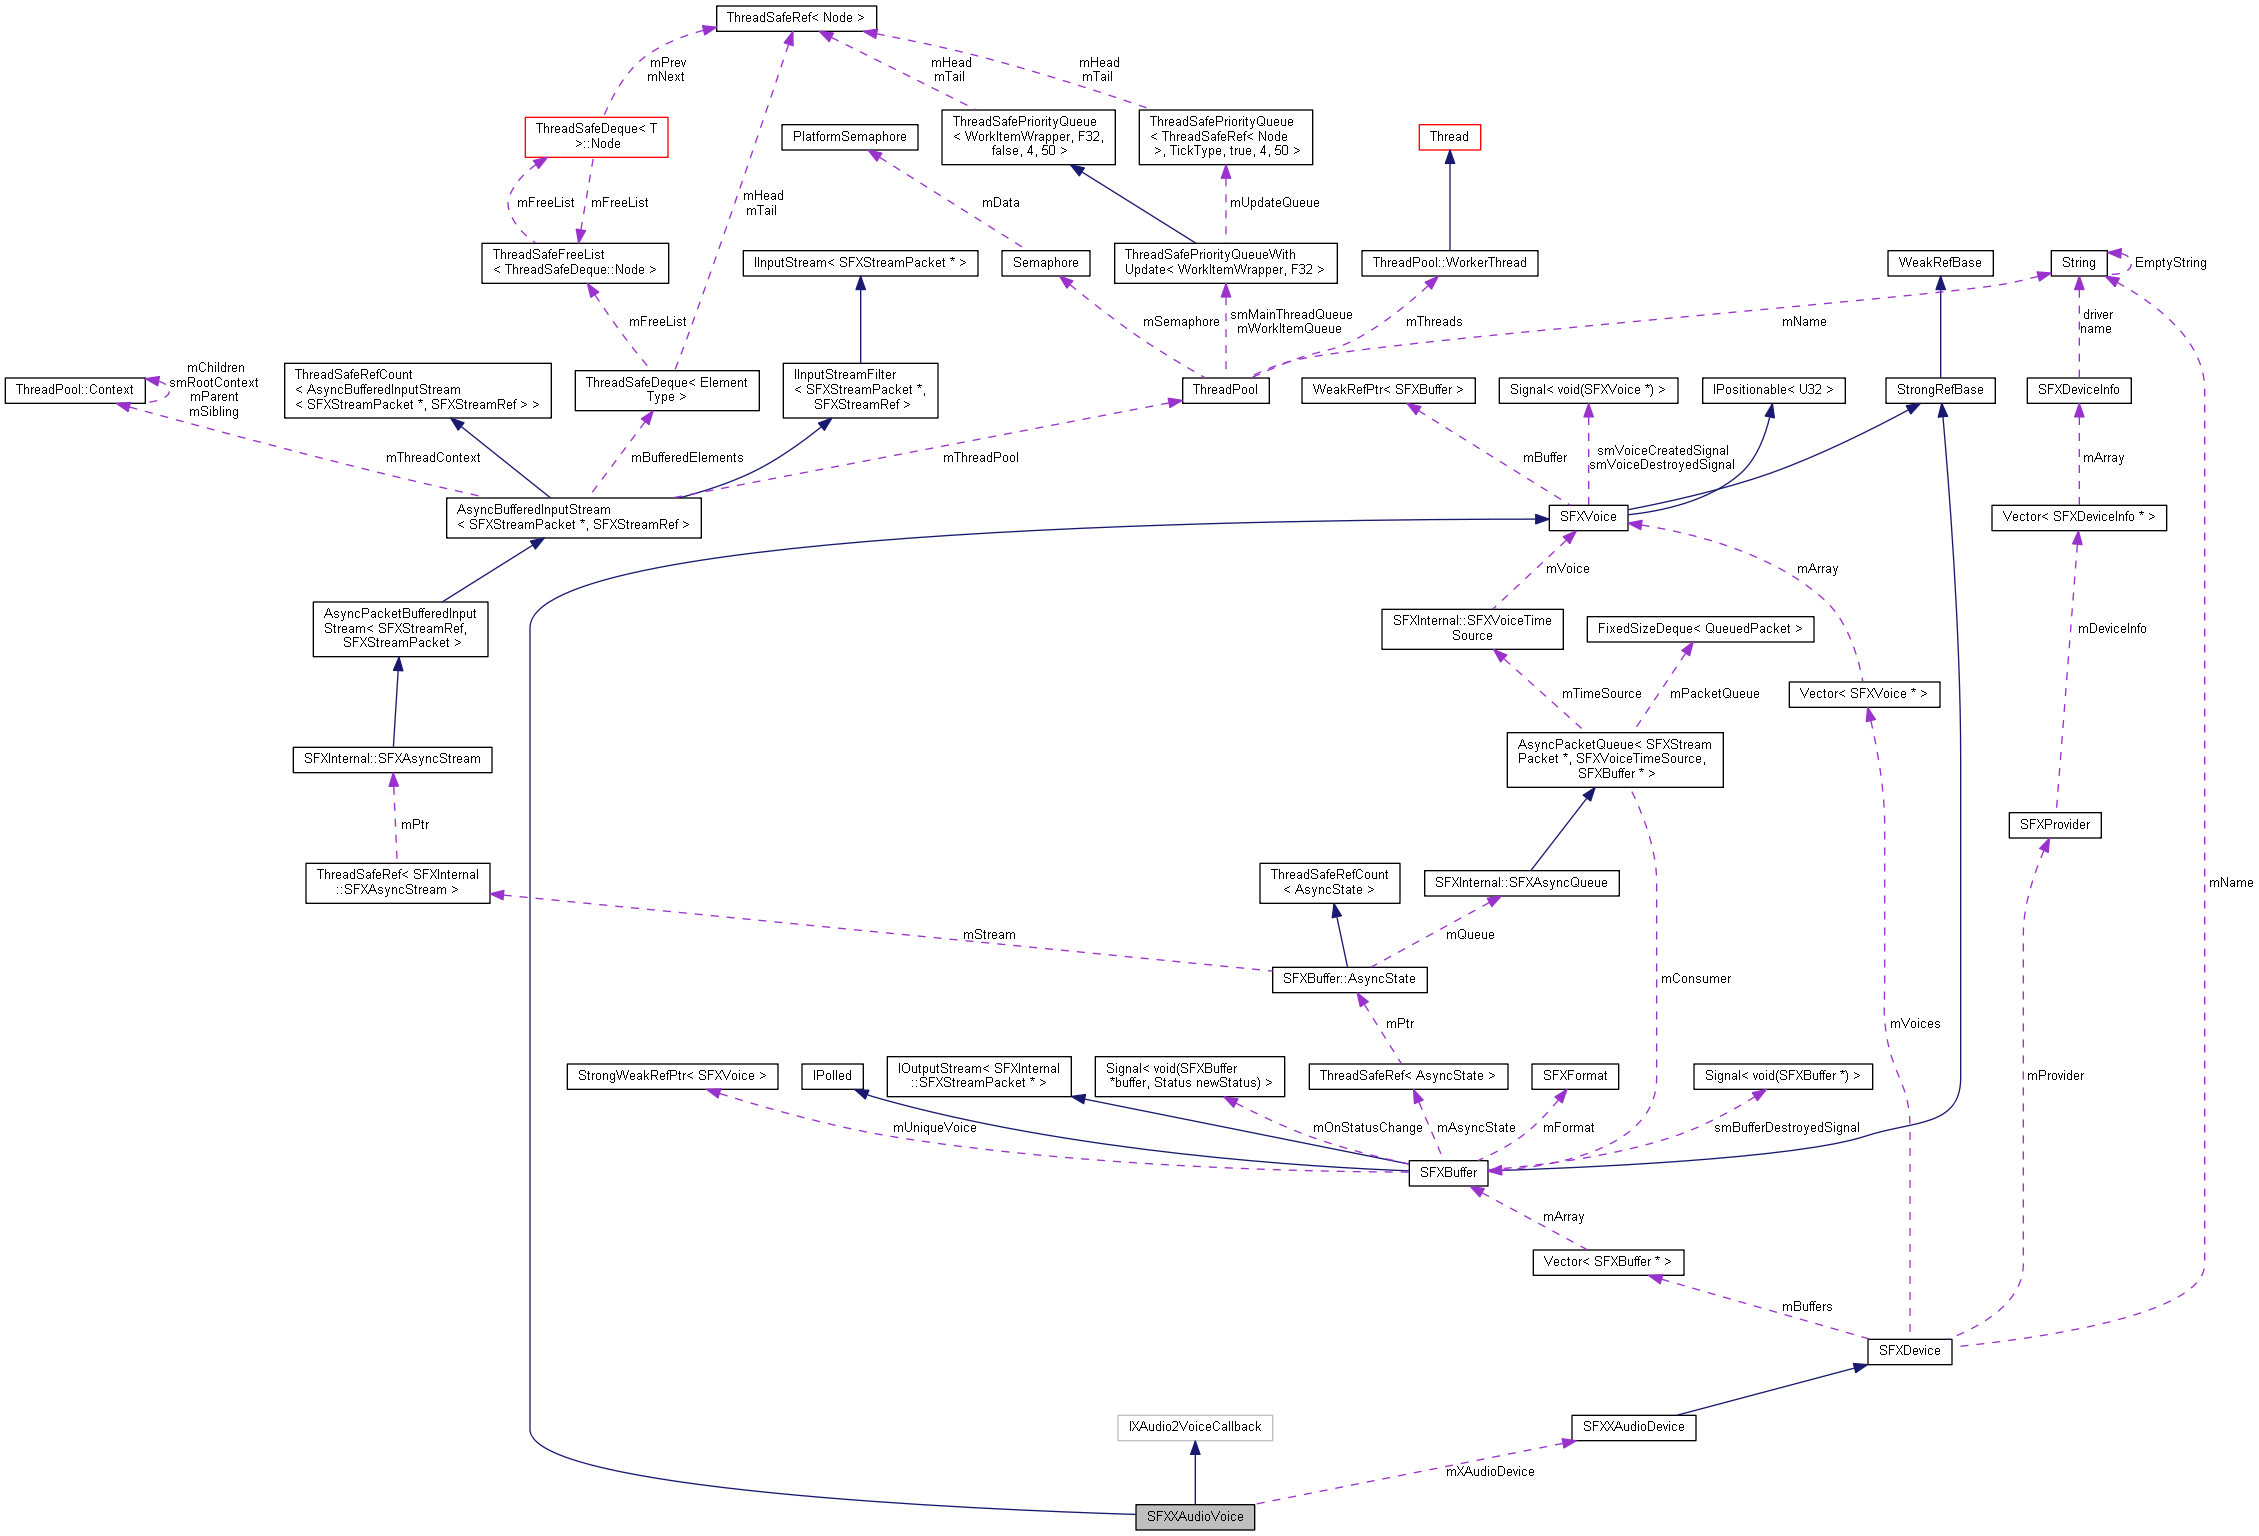 ThreadSafeRef< Node >
mPrev
mNext
mHead
mTail
mHead
mTail
ThreadSafeDeque< T
>::Node
PlatformSemaphore
ThreadSafePriorityQueue
< WorkItemWrapper, F32,
false, 4, 50 >
ThreadSafePriorityQueue
< ThreadSafeRef< Node
>, TickType, true, 4, 50 >
Thread
mFreeList
mFreeList
mHead
mTail
mData
mUpdateQueue
ThreadSafeFreeList
< ThreadSafeDeque::Node >
IInputStream< SFXStreamPacket * >
Semaphore
ThreadSafePriorityQueueWith
Update< WorkItemWrapper, F32 >
ThreadPool::WorkerThread
WeakRefBase
String
EmptyString
mFreeList
mSemaphore
smMainThreadQueue
mWorkItemQueue
mThreads
mName
driver
name
mChildren
smRootContext
mParent
mSibling
ThreadPool::Context
ThreadSafeRefCount
< AsyncBufferedInputStream
< SFXStreamPacket *, SFXStreamRef > >
ThreadSafeDeque< Element
Type >
IInputStreamFilter
< SFXStreamPacket *,
SFXStreamRef >
ThreadPool
WeakRefPtr< SFXBuffer >
Signal< void(SFXVoice *) >
IPositionable< U32 >
StrongRefBase
SFXDeviceInfo
mThreadContext
mBufferedElements
mThreadPool
mBuffer
smVoiceCreatedSignal
smVoiceDestroyedSignal
mArray
AsyncBufferedInputStream
< SFXStreamPacket *, SFXStreamRef >
SFXVoice
Vector< SFXDeviceInfo * >
mVoice
mArray
AsyncPacketBufferedInput
Stream< SFXStreamRef,
SFXStreamPacket >
SFXInternal::SFXVoiceTime
Source
FixedSizeDeque< QueuedPacket >
mDeviceInfo
mTimeSource
mPacketQueue
Vector< SFXVoice * >
SFXInternal::SFXAsyncStream
AsyncPacketQueue< SFXStream
Packet *, SFXVoiceTimeSource,
SFXBuffer * >
mPtr
SFXProvider
ThreadSafeRef< SFXInternal
::SFXAsyncStream >
ThreadSafeRefCount
< AsyncState >
SFXInternal::SFXAsyncQueue
mName
mStream
mQueue
SFXBuffer::AsyncState
mConsumer
mPtr
mVoices
StrongWeakRefPtr< SFXVoice >
IPolled
IOutputStream< SFXInternal
::SFXStreamPacket * >
Signal< void(SFXBuffer
*buffer, Status newStatus) >
ThreadSafeRef< AsyncState >
SFXFormat
Signal< void(SFXBuffer *) >
mProvider
mUniqueVoice
mOnStatusChange
mAsyncState
mFormat
smBufferDestroyedSignal
SFXBuffer
mArray
Vector< SFXBuffer * >
mBuffers
SFXDevice
IXAudio2VoiceCallback
SFXXAudioDevice
mXAudioDevice
SFXXAudioVoice